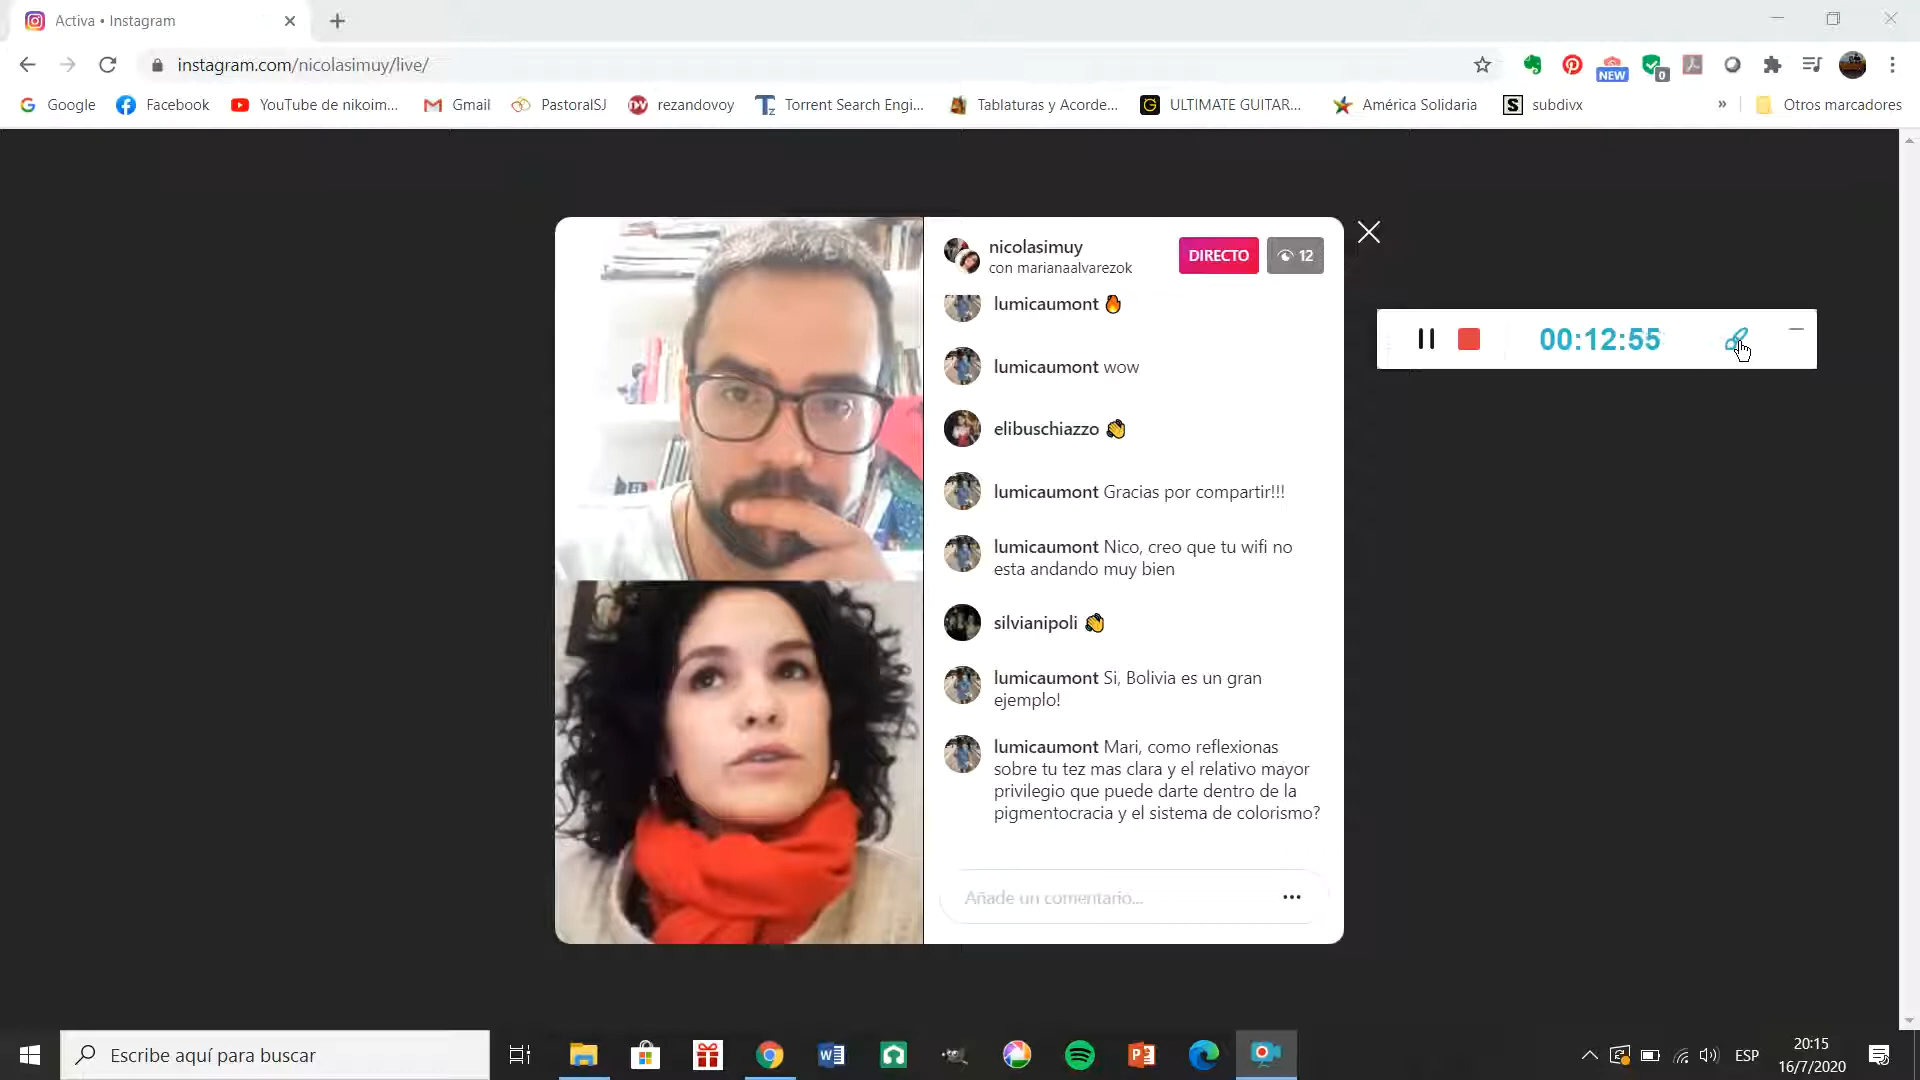 Activa • Instagram
instagram.com/nicolasimuy/live/
NEW
0
Google
Facebook
YouTube de nikoim...
Gmail
PastoralSJ
rezandovoy
Torrent Search Engi...
Tablaturas y Acorde...
ULTIMATE GUITAR...
América Solidaria
subdivx
»
Otros marcadores
nicolasimuy
con marianaalvarezok
DIRECTO
12
lumicaumont 🔥
lumicaumont wow
elibuschiazzo 👏
lumicaumont Gracias por compartir!!!
lumicaumont Nico, creo que tu wifi no
esta andando muy bien
silvianipoli 👏
lumicaumont Si, Bolivia es un gran
ejemplo!
lumicaumont Mari, como reflexionas
sobre tu tez mas clara y el relativo mayor
privilegio que puede darte dentro de la
pigmentocracia y el sistema de colorismo?
Añade un comentario...
00:12:55
Escribe aquí para buscar
ESP
20:15
16/7/2020